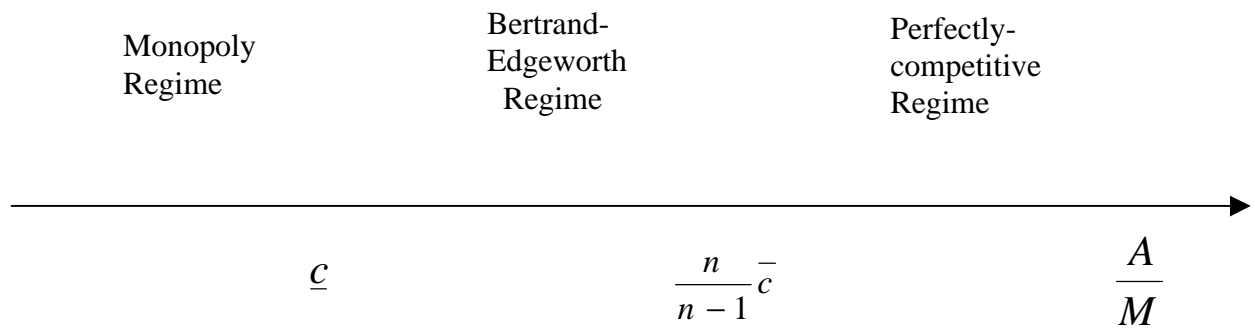 Monopoly
Regime
Bertrand-
Edgeworth
Regime
Perfectly-
competitive
Regime
c̲
n
n − 1
c̄
A
M